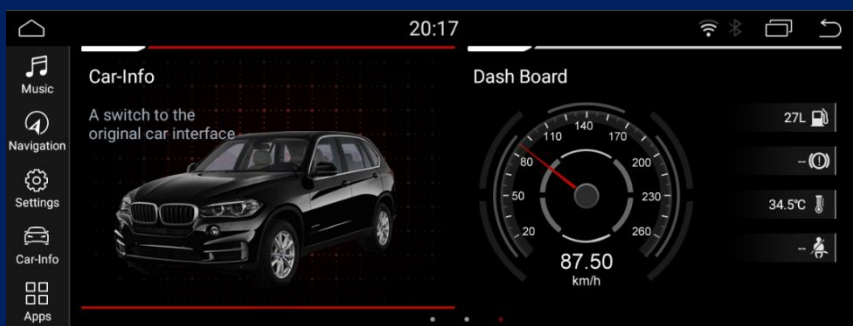 20:17
Music
Navigation
Settings
Car-Info
Apps
Car-Info
A switch to the
original car interface
Dash Board
20
50
80
110
140
170
200
230
260
87.50
km/h
27L
--
34.5℃
--